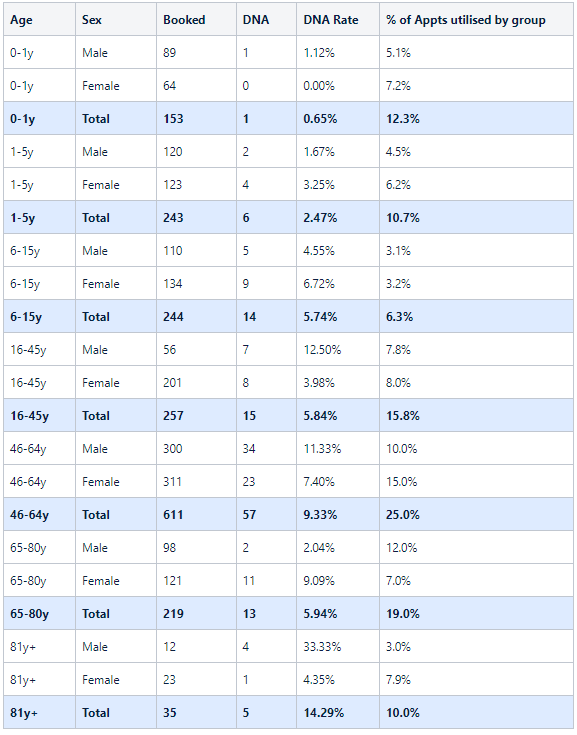 Age Sex Booked DNA DNA Rate % of Appts utilised by group
0-1y Male 89 1 1.12% 5.1%
0-1y Female 64 0 0.00% 7.2%
0-1y Total 153 1 0.65% 12.3%
1-5y Male 120 2 1.67% 4.5%
1-5y Female 123 4 3.25% 6.2%
1-5y Total 243 6 2.47% 10.7%
6-15y Male 110 5 4.55% 3.1%
6-15y Female 134 9 6.72% 3.2%
6-15y Total 244 14 5.74% 6.3%
16-45y Male 56 7 12.50% 7.8%
16-45y Female 201 8 3.98% 8.0%
16-45y Total 257 15 5.84% 15.8%
46-64y Male 300 34 11.33% 10.0%
46-64y Female 311 23 7.40% 15.0%
46-64y Total 611 57 9.33% 25.0%
65-80y Male 98 2 2.04% 12.0%
65-80y Female 121 11 9.09% 7.0%
65-80y Total 219 13 5.94% 19.0%
81y+ Male 12 4 33.33% 3.0%
81y+ Female 23 1 4.35% 7.9%
81y+ Total 35 5 14.29% 10.0%